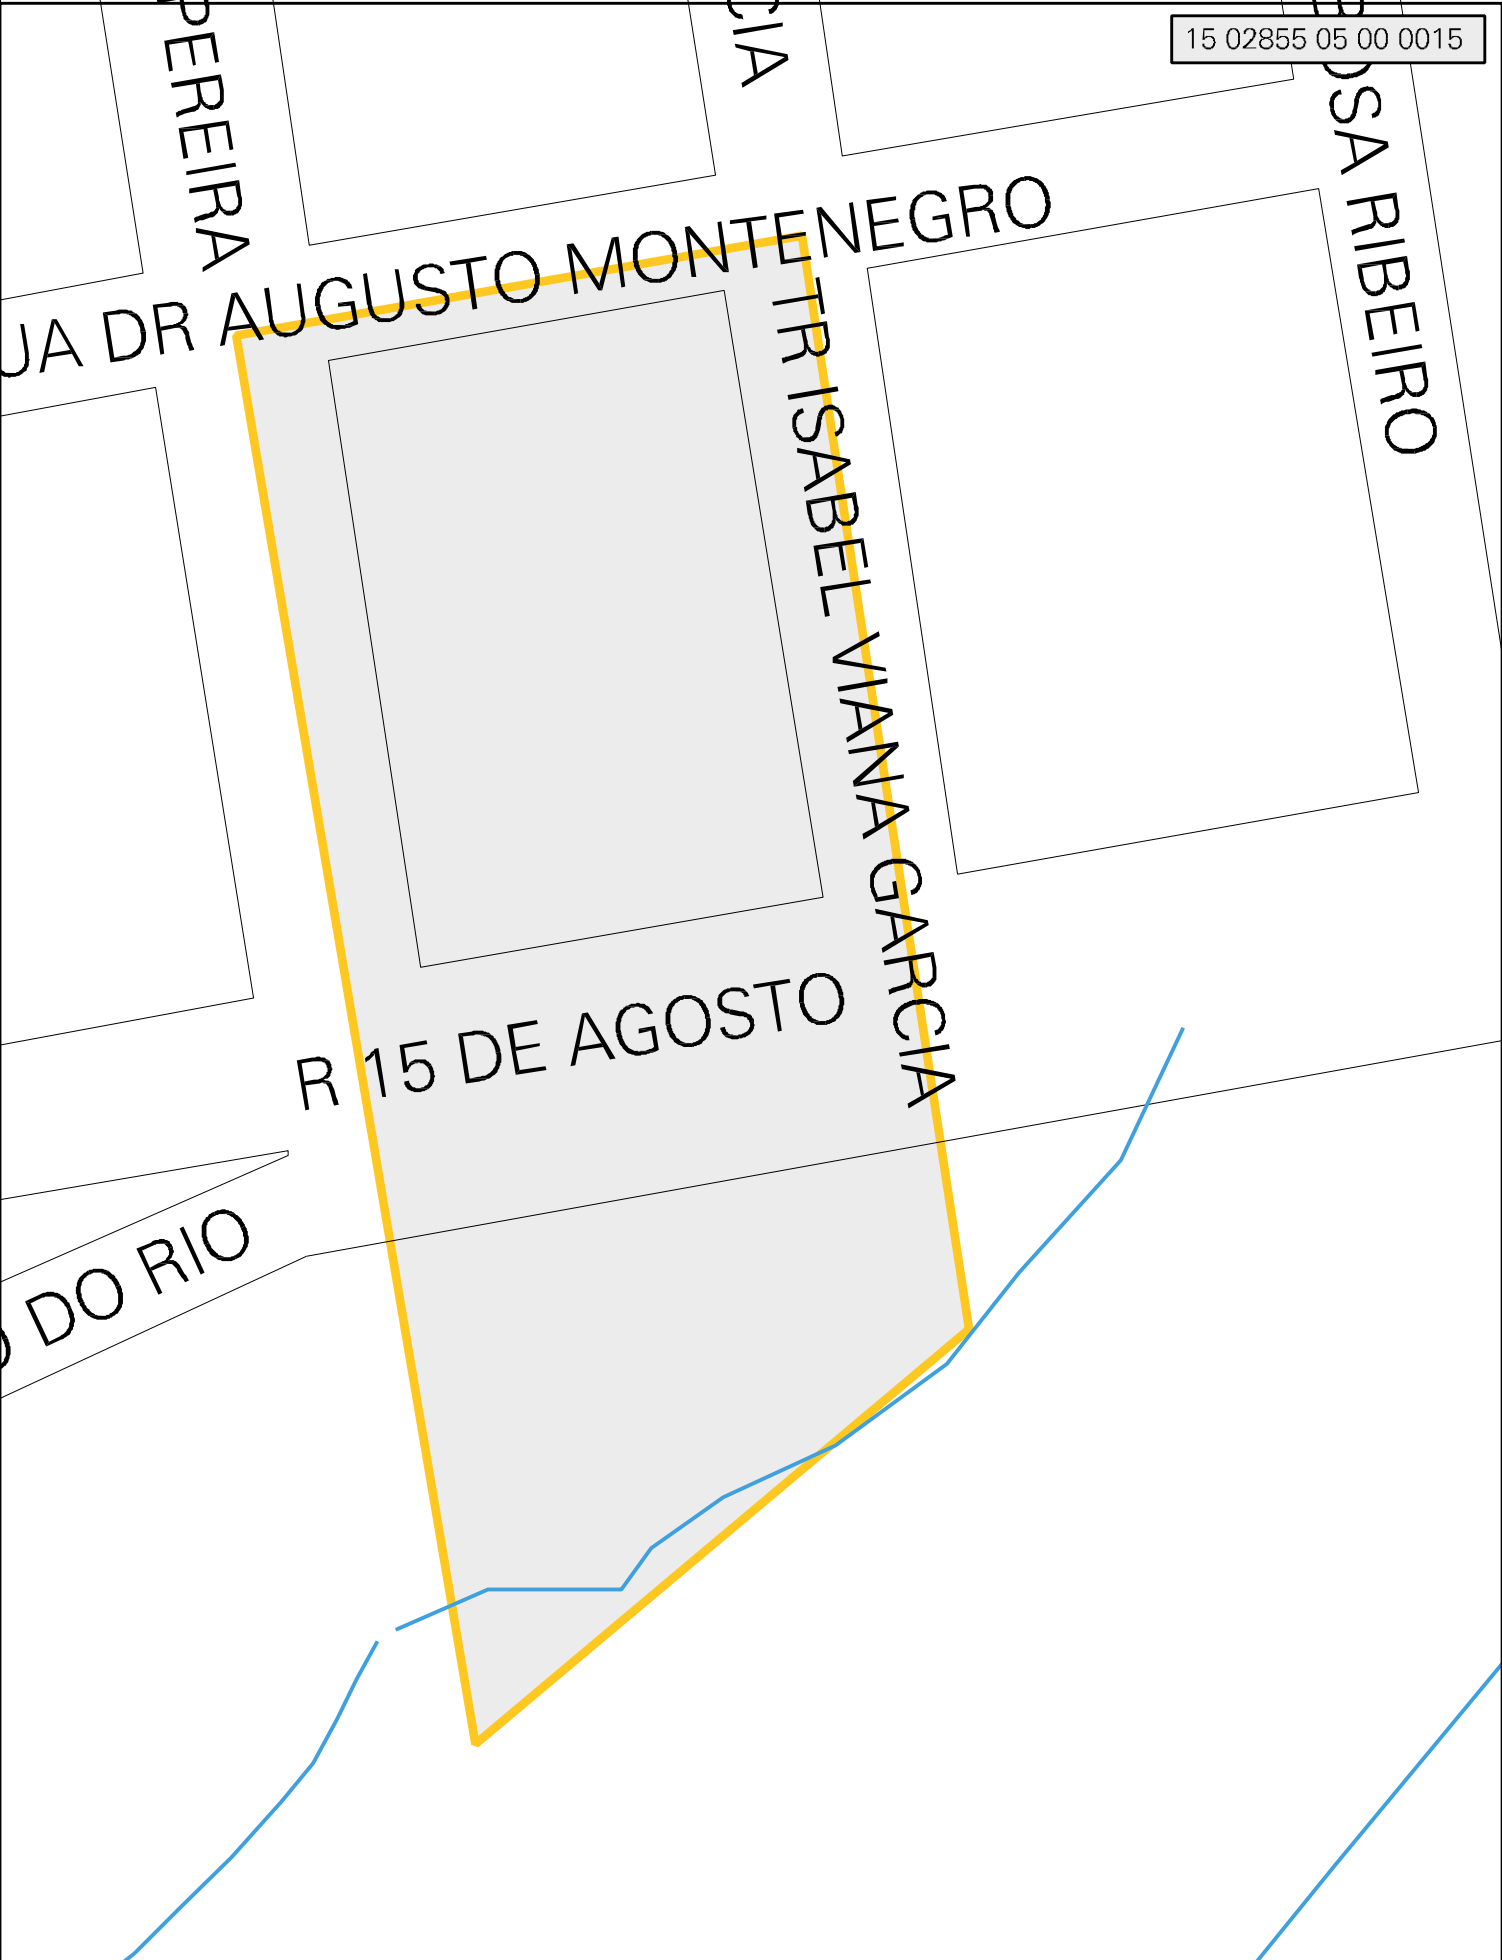 15 02855 05 00 0015
PEREIRA
CIA
OSA RIBEIRO
UA DR AUGUSTO MONTENEGRO
TR ISABEL VIANA GARCIA
R 15 DE AGOSTO
O DO RIO